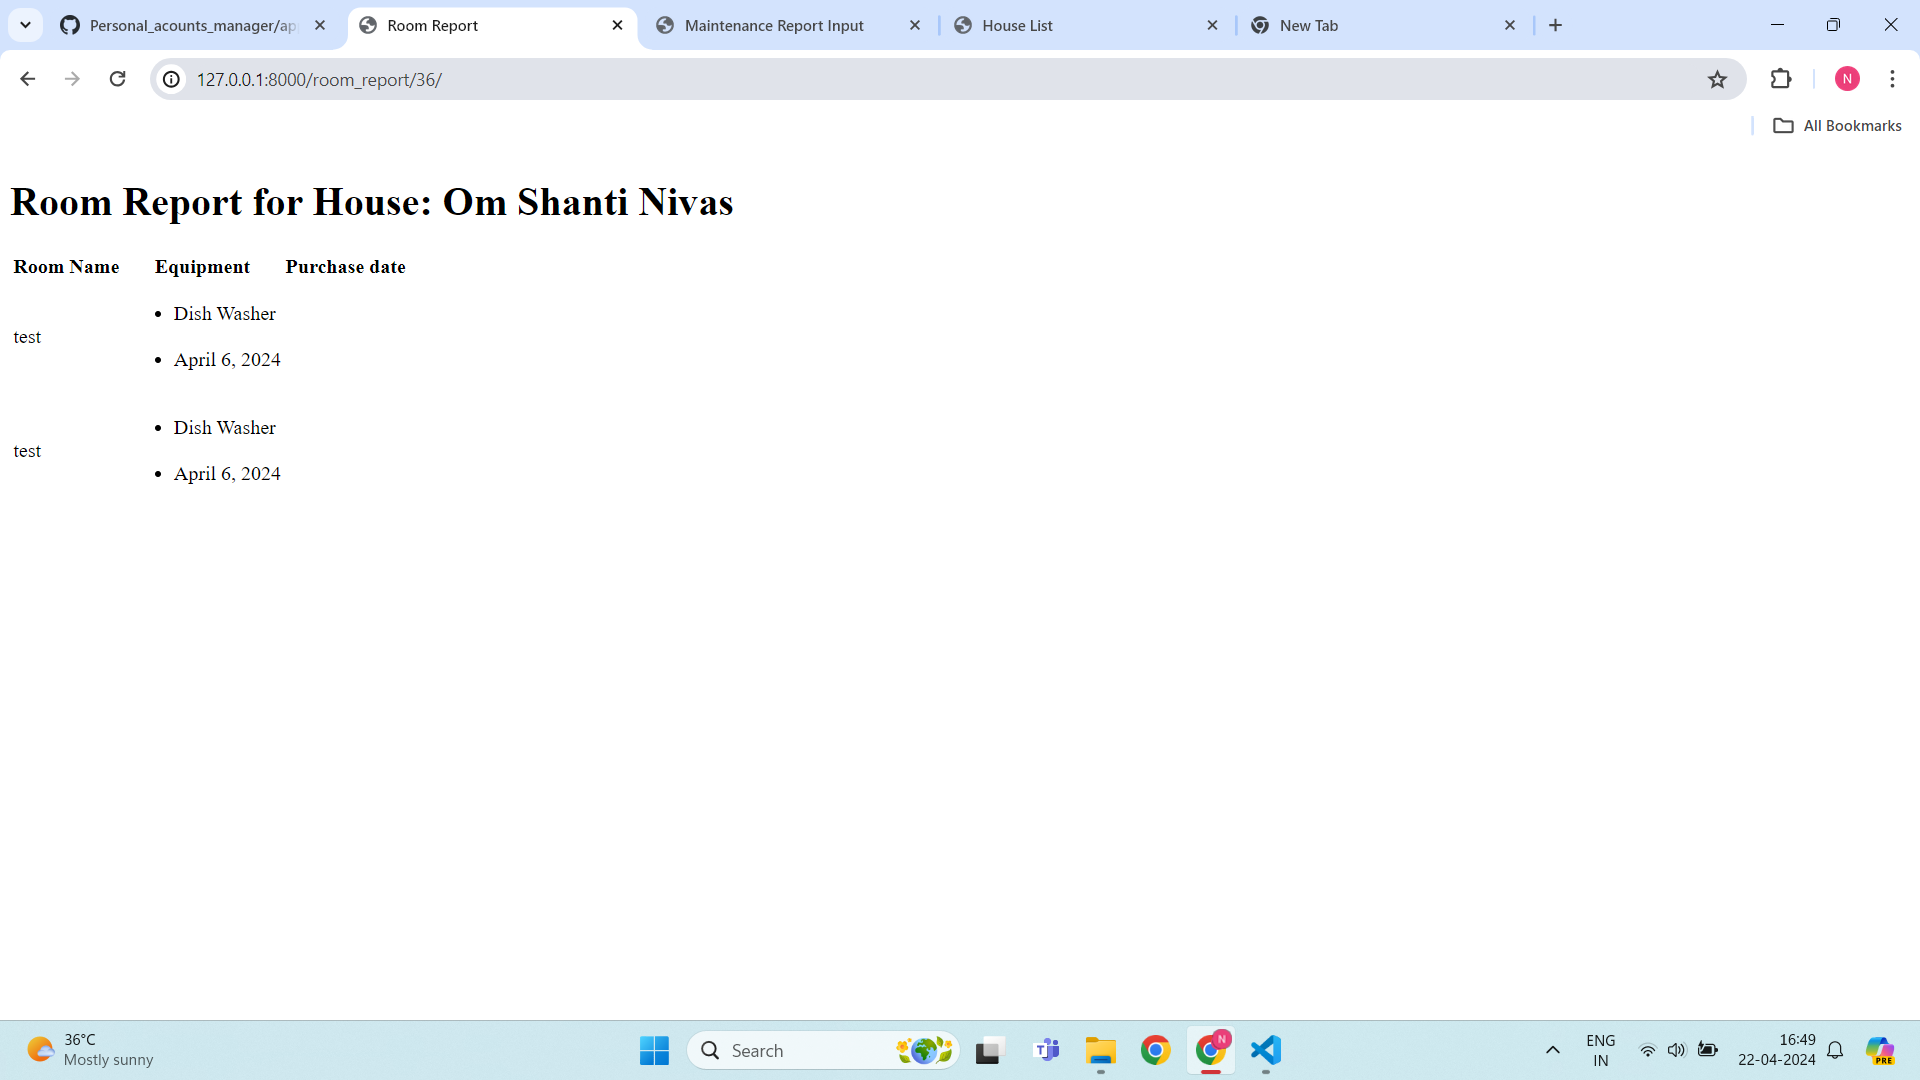 Personal_acounts_manager/ap
Room Report
Maintenance Report Input
House List
New Tab
127.0.0.1:8000/room_report/36/
N
All Bookmarks
Room Report for House: Om Shanti Nivas
Room Name Equipment Purchase date
test
• Dish Washer
• April 6, 2024
test
• Dish Washer
• April 6, 2024
36°C
Mostly sunny
Search
N
ENG
IN
16:49
22-04-2024
PRE